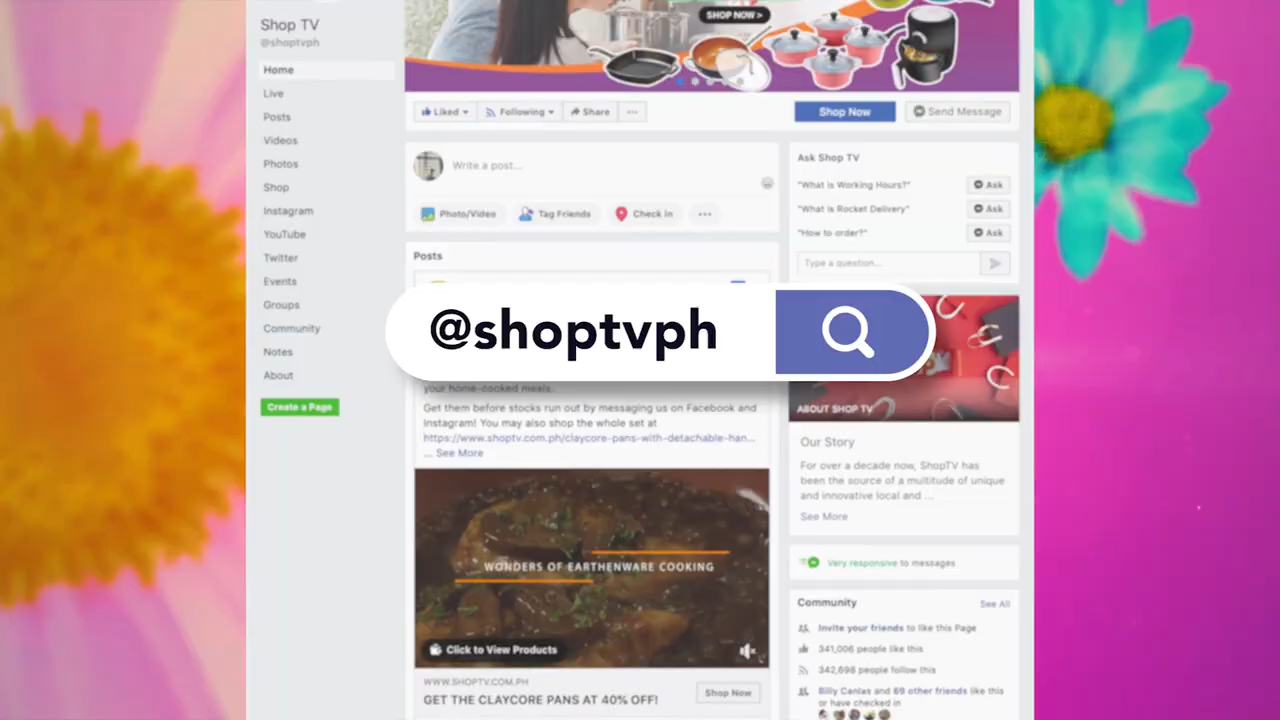 Shop TV
@shoptvph
Home
Live
Posts
Videos
Photos
Shop
Instagram
YouTube
Twitter
Events
Groups
Community
Notes
About
Create a Page
SHOP NOW >
Liked
Following
Share
Shop Now
Send Message
Write a post...
Photo/Video
Tag Friends
Check in
Posts
@shoptvph
your home-cooked meals.
Get them before stocks run out by messaging us on Facebook and
Instagram! You may also shop the whole set at
https://www.shoptv.com.ph/claycore-pans-with-detachable-han...
... See More
WONDERS OF EARTHENWARE COOKING
Click to View Products
WWW.SHOPTV.COM.PH
GET THE CLAYCORE PANS AT 40% OFF!
Shop Now
Ask Shop TV
"What is Working Hours?"
Ask
"What is Rocket Delivery"
Ask
"How to order?"
Ask
Type a question...
ABOUT SHOP TV
Our Story
For over a decade now, ShopTV has
been the source of a multitude of unique
and innovative local and ...
See More
Very responsive to messages
Community
See All
Invite your friends to like this Page
341,006 people like this
342,698 people follow this
Billy Canlas and 69 other friends like this
or have checked in